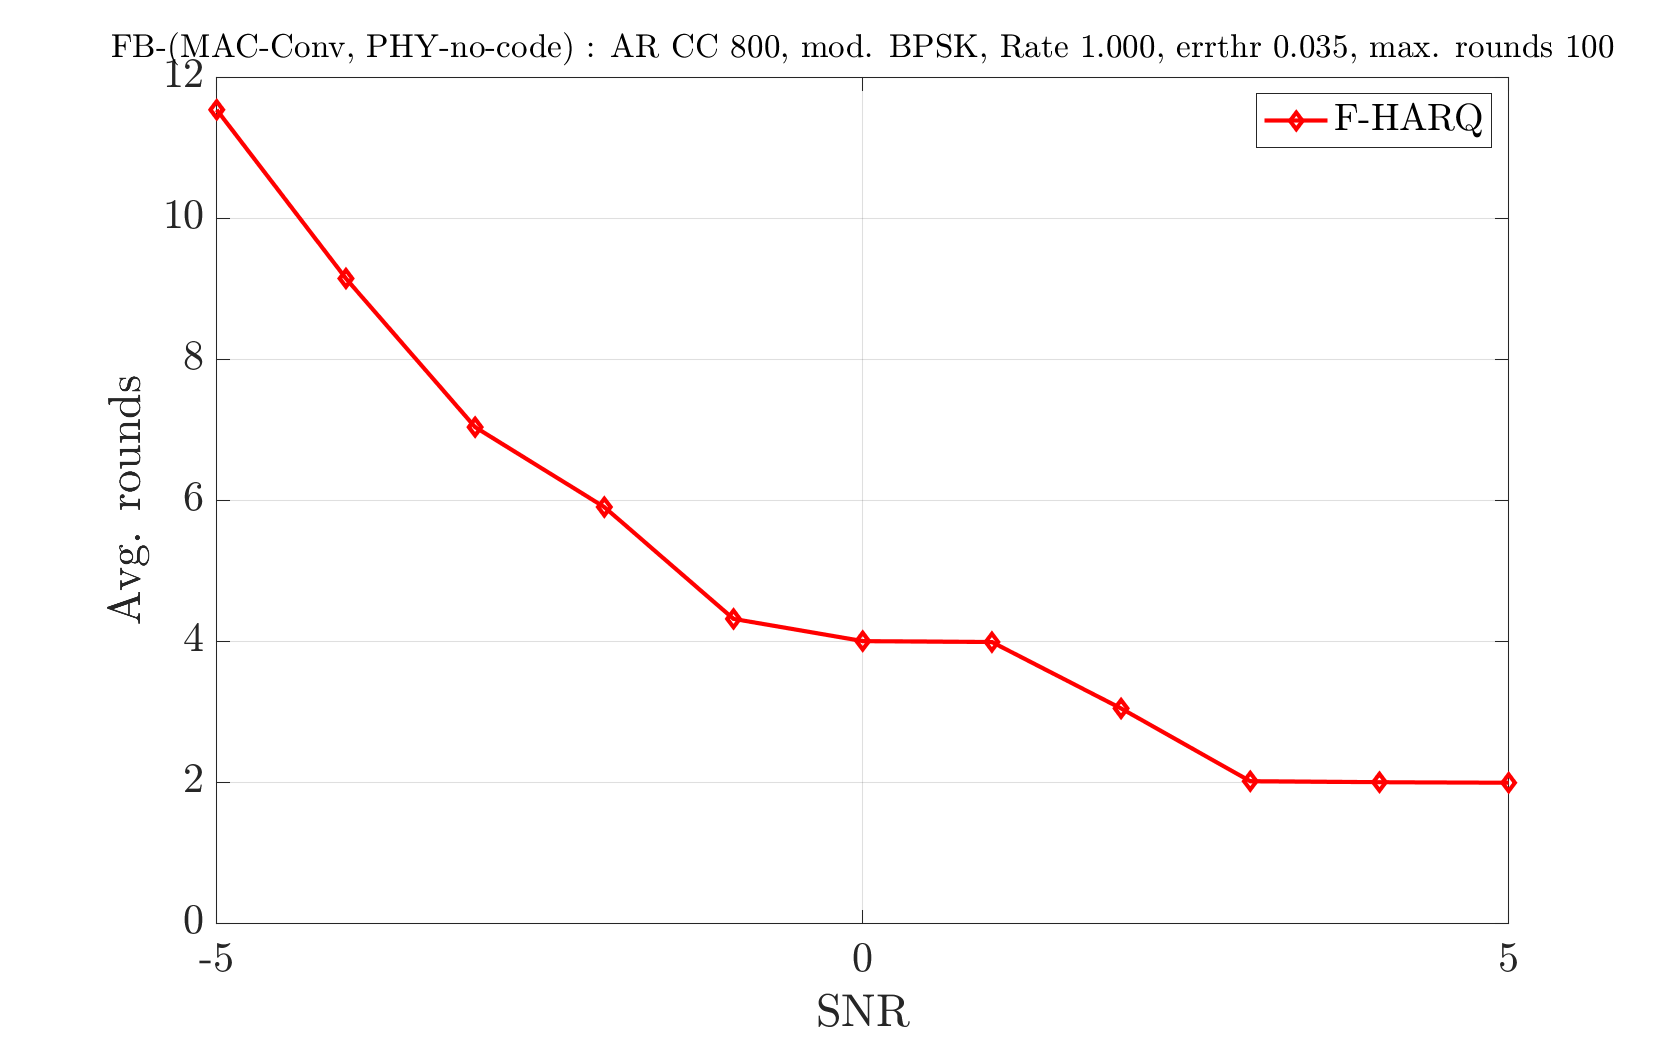 FB-(MAC-Conv, PHY-no-code) : AR CC 800, mod. BPSK, Rate 1.000, errthr 0.035, max. rounds 100
F-HARQ
12
10
8
6
4
2
0
Avg. rounds
-5 0 5
SNR